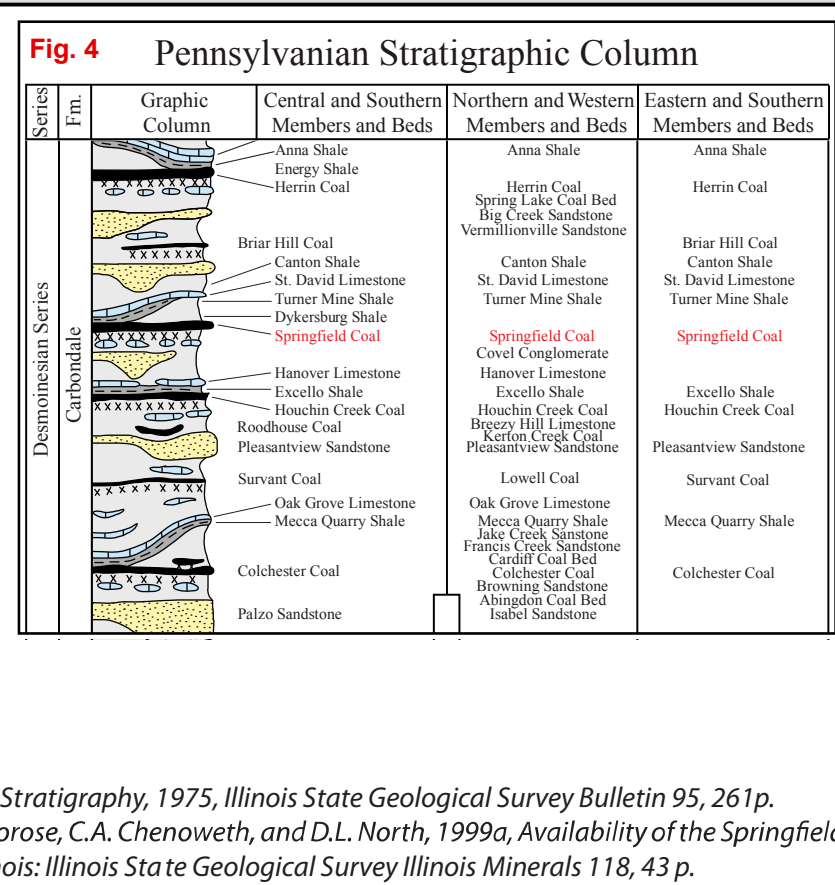 Fig. 4
Pennsylvanian Stratigraphic Column
Series
Fm.
Graphic
Column
Central and Southern
Members and Beds
Northern and Western
Members and Beds
Eastern and Southern
Members and Beds
Desmoinesian Series
Carbondale
Anna Shale
Energy Shale
Herrin Coal
Briar Hill Coal
Canton Shale
St. David Limestone
Turner Mine Shale
Dykersburg Shale
Springfield Coal
Hanover Limestone
Excello Shale
Houchin Creek Coal
Roodhouse Coal
Pleasantview Sandstone
Survant Coal
Oak Grove Limestone
Mecca Quarry Shale
Colchester Coal
Palzo Sandstone
Anna Shale
Herrin Coal
Spring Lake Coal Bed
Big Creek Sandstone
Vermillionville Sandstone
Canton Shale
St. David Limestone
Turner Mine Shale
Springfield Coal
Covel Conglomerate
Hanover Limestone
Excello Shale
Houchin Creek Coal
Breezy Hill Limestone
Kerton Creek Coal
Pleasantview Sandstone
Lowell Coal
Oak Grove Limestone
Mecca Quarry Shale
Jake Creek Sanstone
Francis Creek Sandstone
Cardiff Coal Bed
Colchester Coal
Browning Sandstone
Abingdon Coal Bed
Isabel Sandstone
Anna Shale
Herrin Coal
Briar Hill Coal
Canton Shale
St. David Limestone
Turner Mine Shale
Springfield Coal
Excello Shale
Houchin Creek Coal
Pleasantview Sandstone
Survant Coal
Mecca Quarry Shale
Colchester Coal
Stratigraphy, 1975, Illinois State Geological Survey Bulletin 95, 261p.
orose, C.A. Chenoweth, and D.L. North, 1999a, Availability of the Springfield
nois: Illinois State Geological Survey Illinois Minerals 118, 43 p.